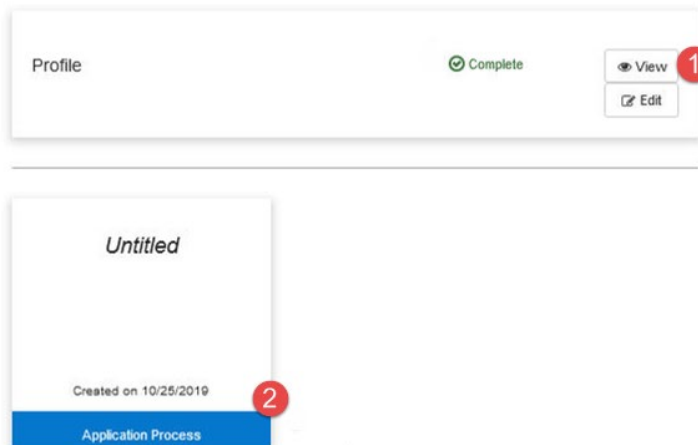 Profile
Complete
View
1
Edit
Untitled
Created on 10/25/2019
2
Application Process